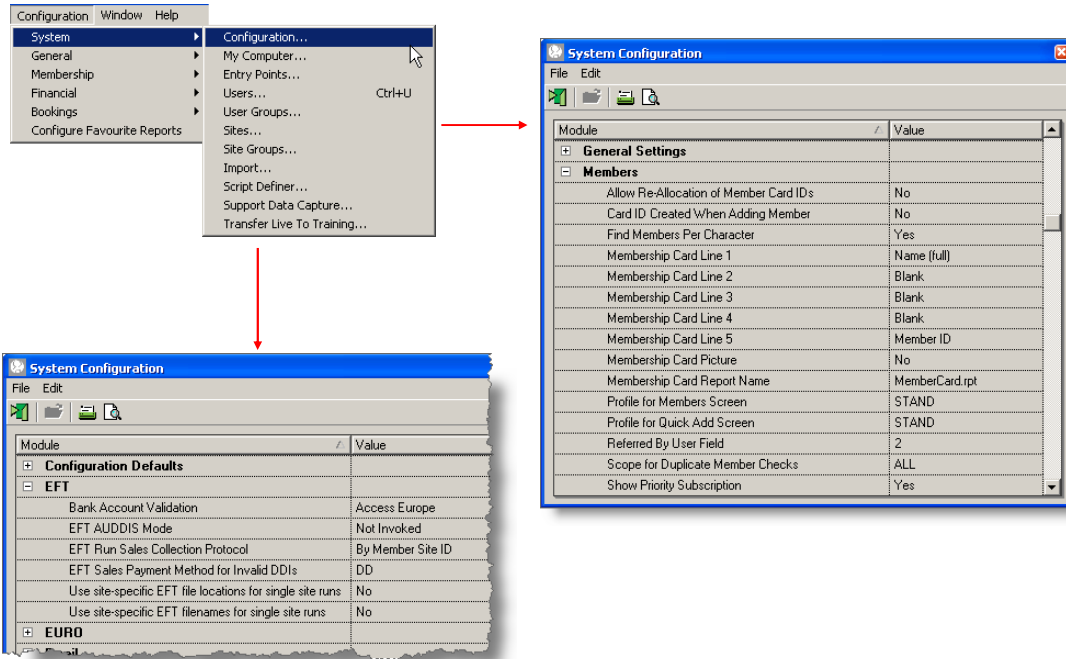 Configuration Window Help
System
General
Membership
Financial
Bookings
Configure Favourite Reports
Configuration...
My Computer...
Entry Points...
Users... Ctrl+U
User Groups...
Sites...
Site Groups...
Import...
Script Definer...
Support Data Capture...
Transfer Live To Training...
System Configuration
File Edit
Module Value
General Settings
Members
Allow Re-Allocation of Member Card IDs No
Card ID Created When Adding Member No
Find Members Per Character Yes
Membership Card Line 1 Name (full)
Membership Card Line 2 Blank
Membership Card Line 3 Blank
Membership Card Line 4 Blank
Membership Card Line 5 Member ID
Membership Card Picture No
Membership Card Report Name MemberCard.rpt
Profile for Members Screen STAND
Profile for Quick Add Screen STAND
Referred By User Field 2
Scope for Duplicate Member Checks ALL
Show Priority Subscription Yes
System Configuration
File Edit
Module Value
Configuration Defaults
EFT
Bank Account Validation Access Europe
EFT AUDDIS Mode Not Invoked
EFT Run Sales Collection Protocol By Member Site ID
EFT Sales Payment Method for Invalid DDIs DD
Use site-specific EFT file locations for single site runs No
Use site-specific EFT filenames for single site runs No
EURO